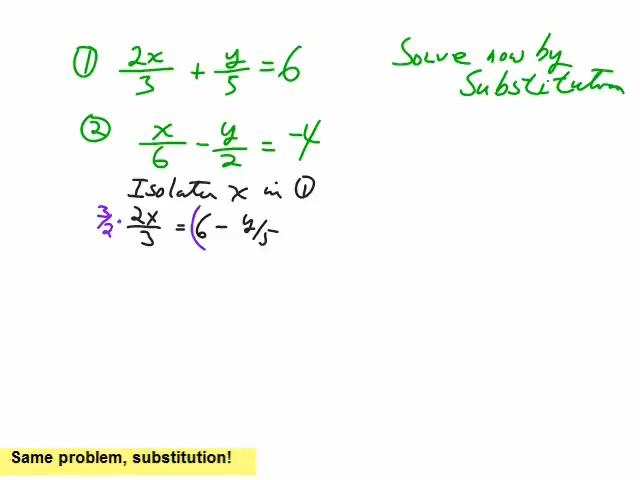 ① 2x/3 + y/5 = 6
Solve now by
Substitution
② x/6 - y/2 = -4
Isolate x in ①
3/2 · 2x/3 = (6 - y/5
Same problem, substitution!